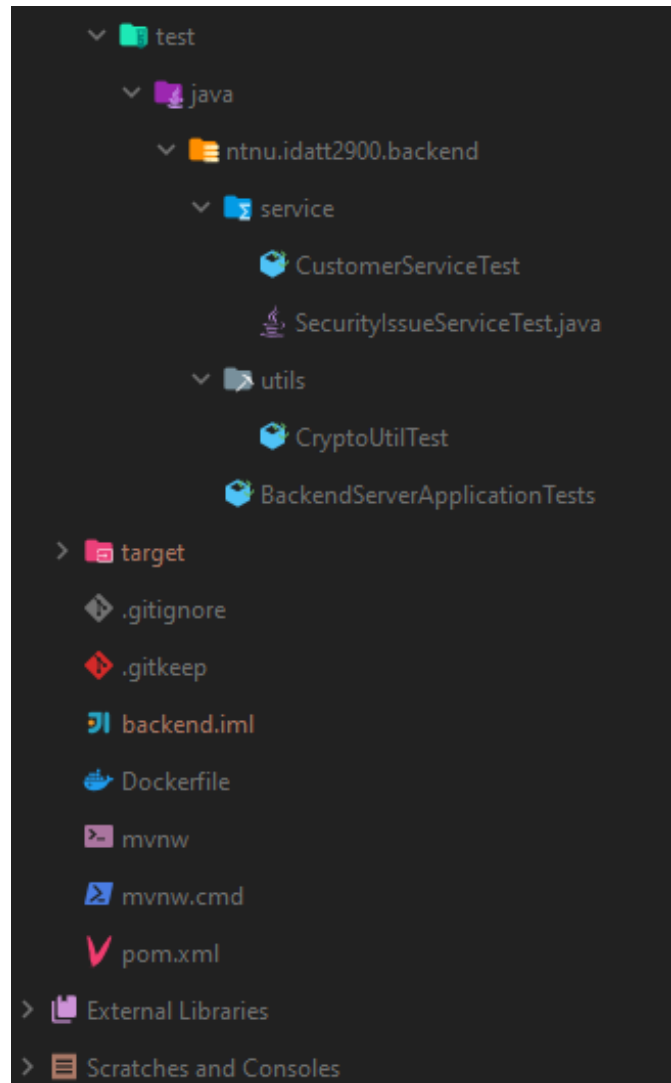 test
java
ntnu.idatt2900.backend
service
CustomerServiceTest
SecurityIssueServiceTest.java
utils
CryptoUtilTest
BackendServerApplicationTests
target
.gitignore
.gitkeep
backend.iml
Dockerfile
mvnw
mvnw.cmd
pom.xml
External Libraries
Scratches and Consoles